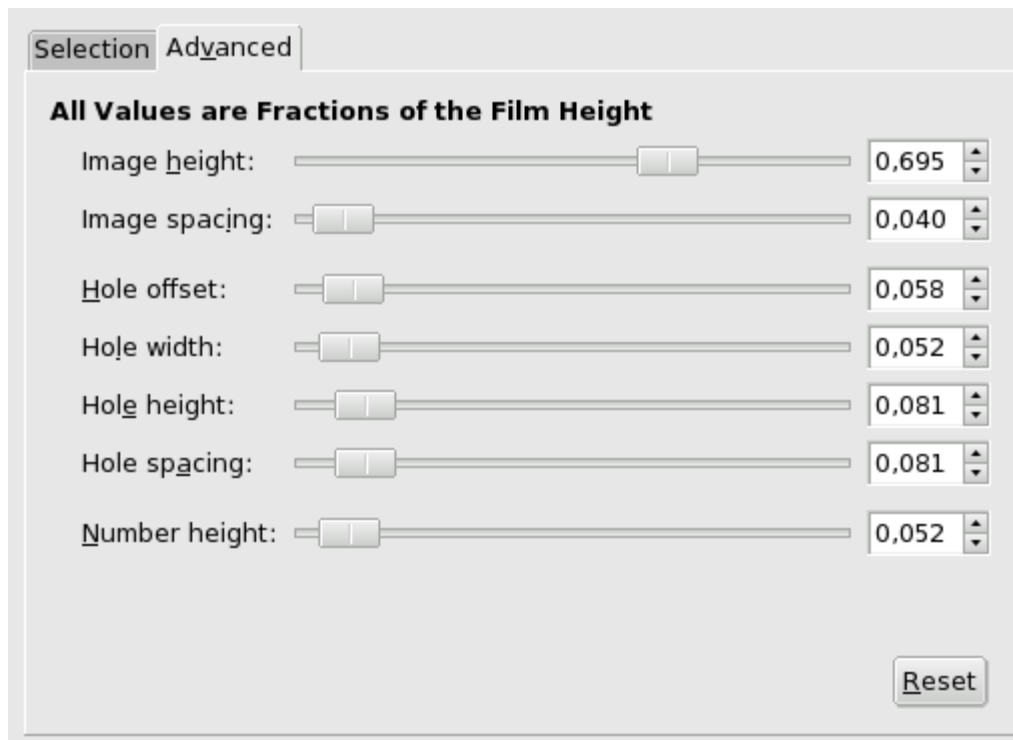 Selection Advanced
All Values are Fractions of the Film Height
Image height: 0,695
Image spacing: 0,040
Hole offset: 0,058
Hole width: 0,052
Hole height: 0,081
Hole spacing: 0,081
Number height: 0,052
Reset